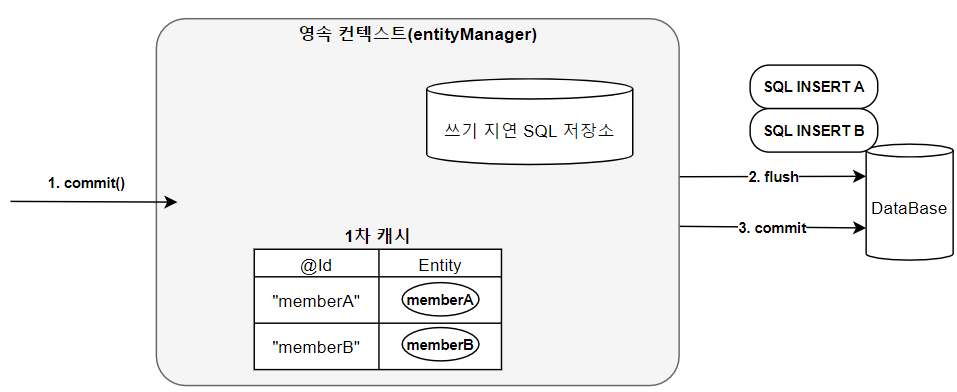 영속 컨텍스트(entityManager)
쓰기 지연 SQL 저장소
SQL INSERT A
SQL INSERT B
1. commit()
2. flush
3. commit
DataBase
1차 캐시
@Id Entity
"memberA" memberA
"memberB" memberB